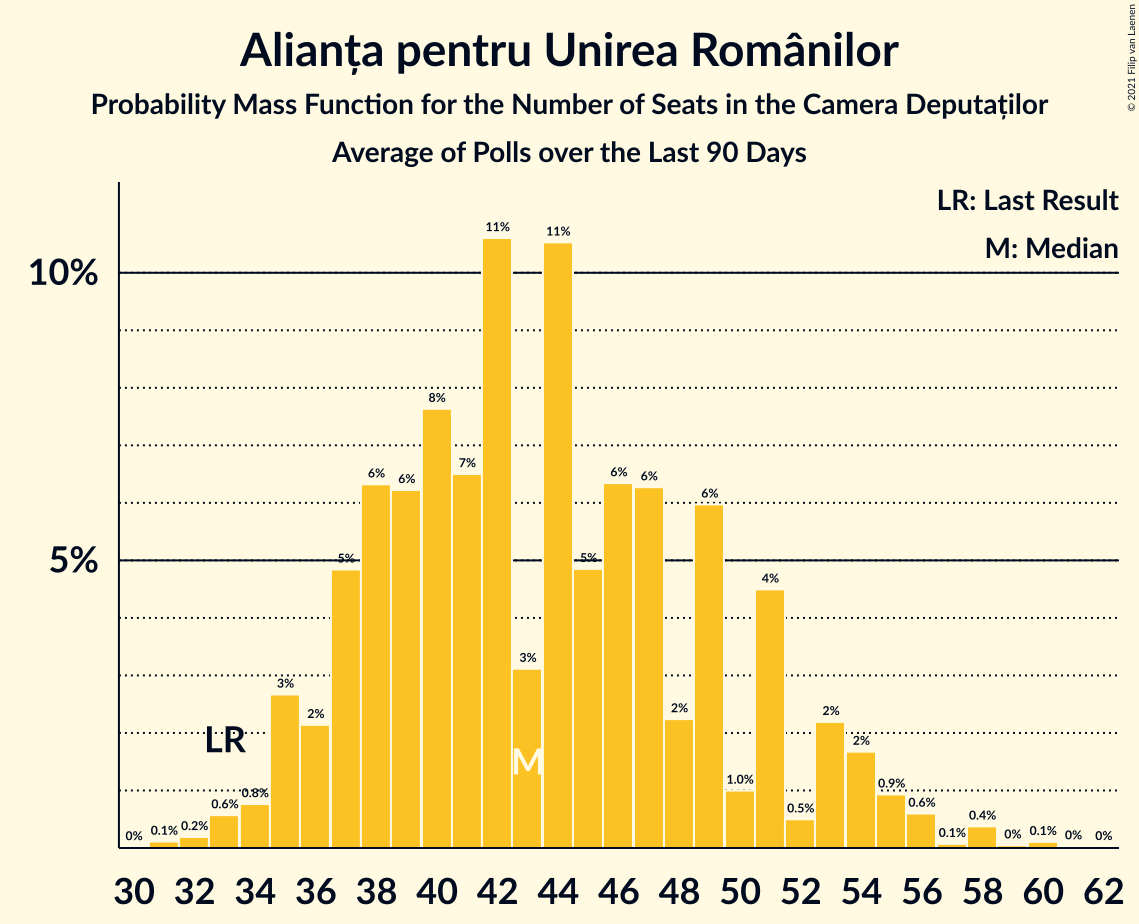 Alianța pentru Unirea Românilor
Probability Mass Function for the Number of Seats in the Camera Deputaților
Average of Polls over the Last 90 Days
© 2021 Filip van Laenen
LR: Last Result
M: Median
10%
5%
0% 0.1% 0.2% 0.6% 0.8% 3% 2% 5% 6% 6% 8% 7% 11% 3% 11% 5% 6% 6% 2% 6% 1.0% 4% 0.5% 2% 2% 0.9% 0.6% 0.1% 0.4% 0% 0.1% 0% 0%
LR
M
30 32 34 36 38 40 42 44 46 48 50 52 54 56 58 60 62